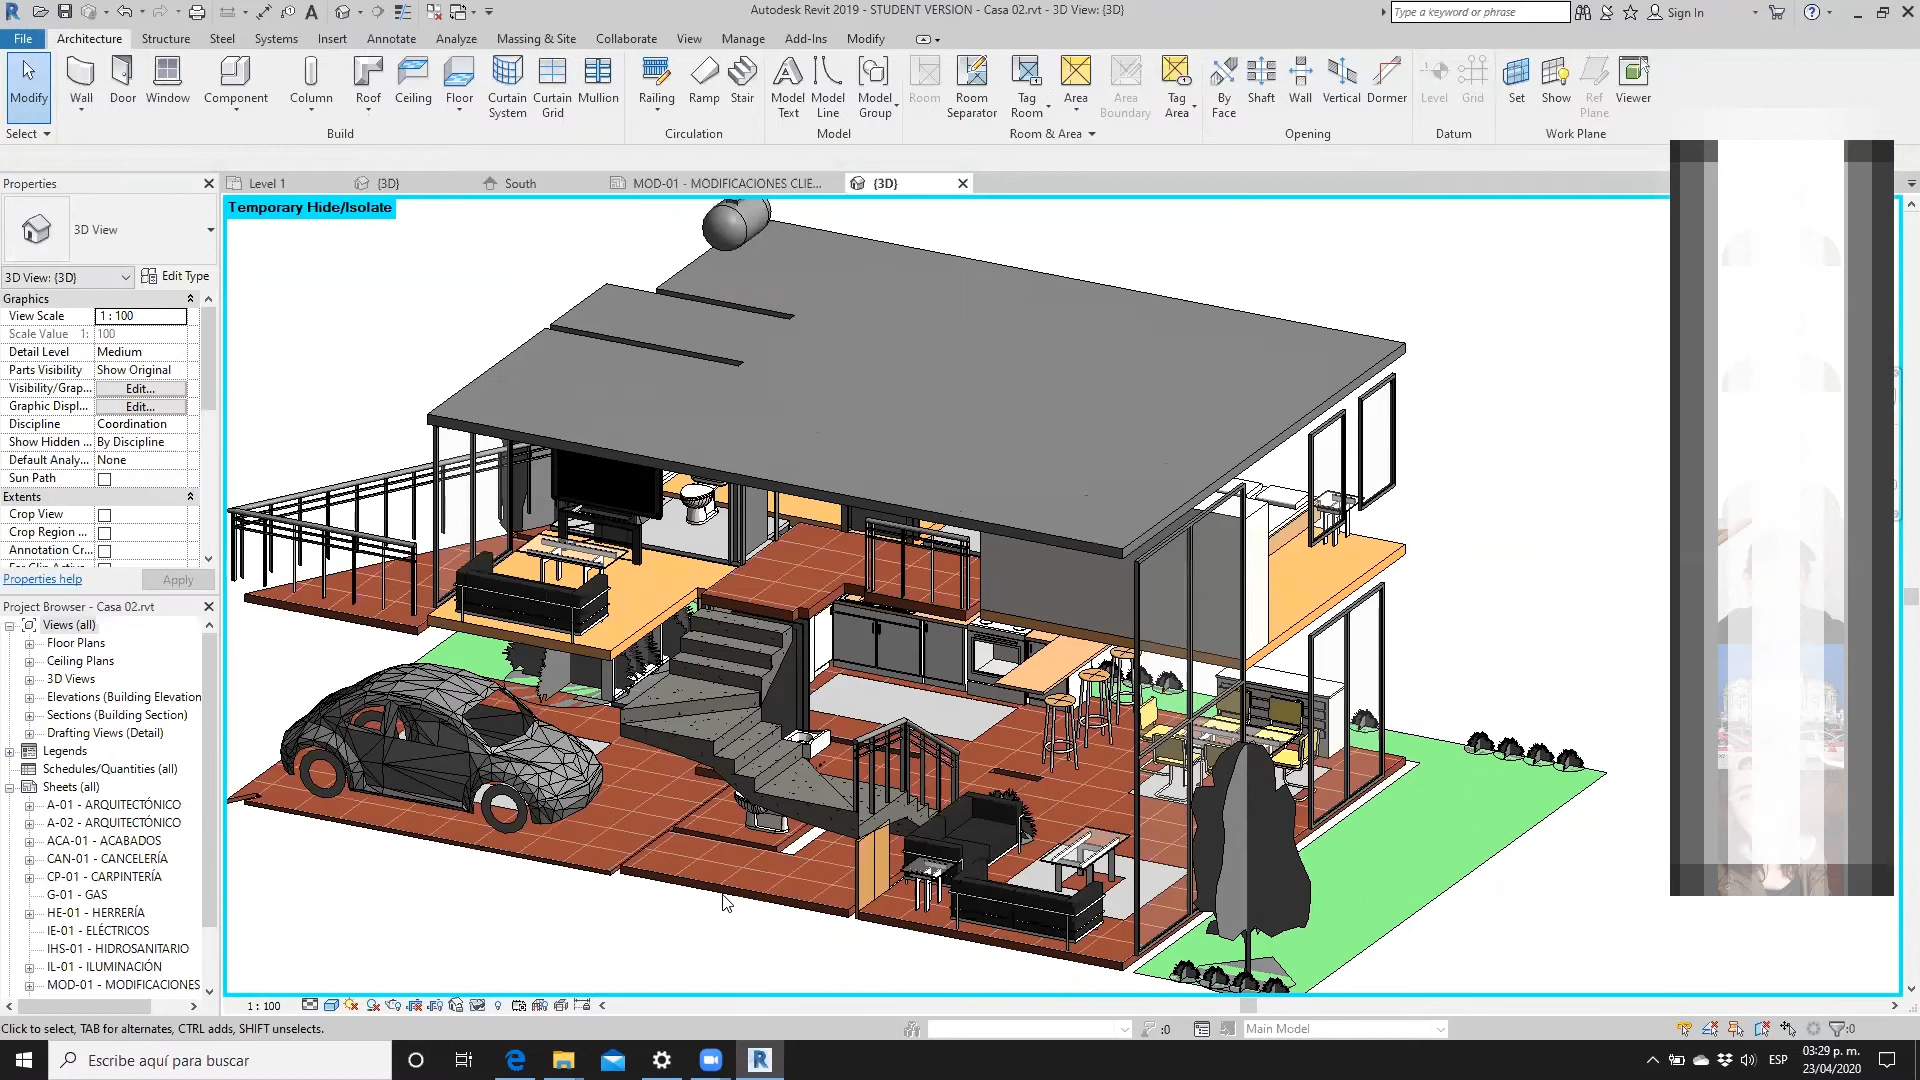 Autodesk Revit 2019 - STUDENT VERSION - Casa 02.rvt - 3D View: {3D}
Type a keyword or phrase
Sign In
File Architecture Structure Steel Systems Insert Annotate Analyze Massing & Site Collaborate View Manage Add-Ins Modify
Modify Wall Door Window Component Column Roof Ceiling Floor Curtain System Curtain Grid Mullion Railing Ramp Stair Model Text Model Line Model Group Room Room Separator Tag Room Area Area Boundary Tag Area By Face Shaft Wall Vertical Dormer Level Grid Set Show Ref Plane Viewer
Select Build Circulation Model Room & Area Opening Datum Work Plane
Properties
Level 1 {3D} South MOD-01 - MODIFICACIONES CLIE... {3D}
Temporary Hide/Isolate
3D View
3D View: {3D} Edit Type
Graphics
View Scale 1 : 100
Scale Value 1: 100
Detail Level Medium
Parts Visibility Show Original
Visibility/Grap... Edit...
Graphic Displ... Edit...
Discipline Coordination
Show Hidden ... By Discipline
Default Analy... None
Sun Path
Extents
Crop View
Crop Region ...
Annotation Cr...
Properties help Apply
Project Browser - Casa 02.rvt
Views (all)
Floor Plans
Ceiling Plans
3D Views
Elevations (Building Elevation
Sections (Building Section)
Drafting Views (Detail)
Legends
Schedules/Quantities (all)
Sheets (all)
A-01 - ARQUITECTÓNICO
A-02 - ARQUITECTÓNICO
ACA-01 - ACABADOS
CAN-01 - CANCELERÍA
CP-01 - CARPINTERÍA
G-01 - GAS
HE-01 - HERRERÍA
IE-01 - ELÉCTRICOS
IHS-01 - HIDROSANITARIO
IL-01 - ILUMINACIÓN
MOD-01 - MODIFICACIONES
1 : 100
Click to select, TAB for alternates, CTRL adds, SHIFT unselects.
:0 Main Model :0
Escribe aquí para buscar
ESP
03:29 p. m.
23/04/2020